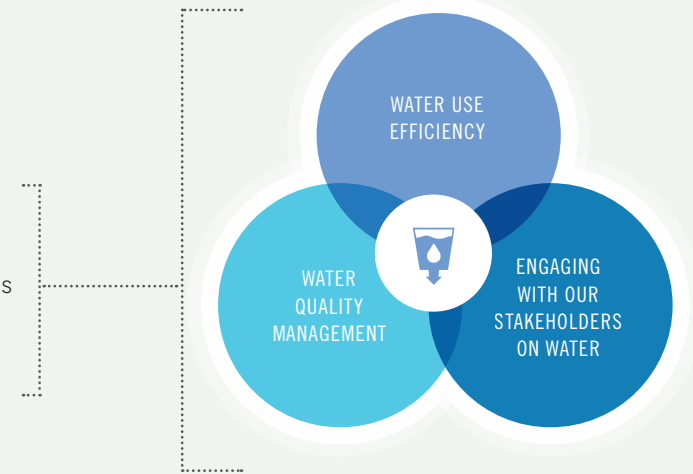 WATER USE
EFFICIENCY
S
WATER
QUALITY
MANAGEMENT
ENGAGING
WITH OUR
STAKEHOLDERS
ON WATER